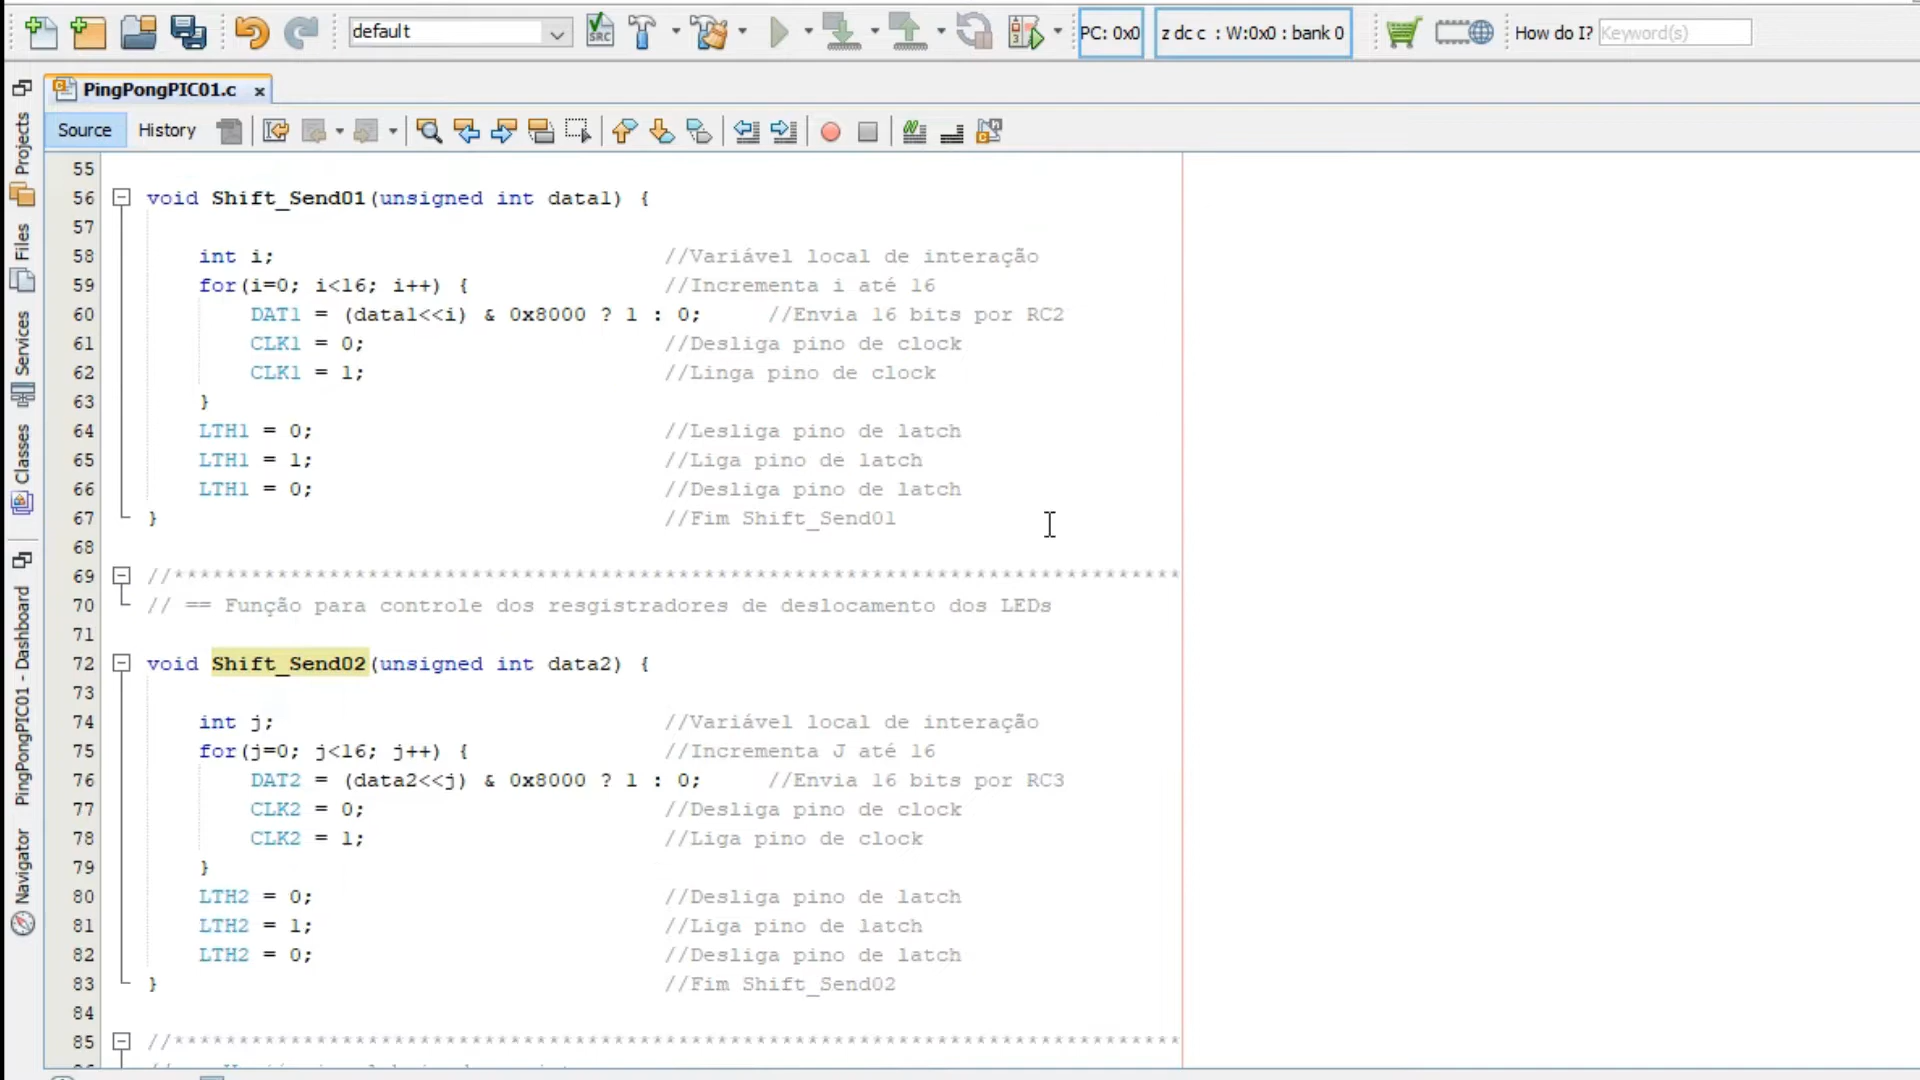 default
PC: 0x0
z dc c : W:0x0 : bank 0
How do I? Keyword(s)
PingPongPIC01.c
Source History
Projects
Files
Services
Classes
PingPongPIC01 - Dashboard
Navigator
55
56 void Shift_Send01(unsigned int data1) {
57
58 int i; //Variável local de interação
59 for(i=0; i<16; i++) { //Incrementa i até 16
60 DAT1 = (data1<<i) & 0x8000 ? 1 : 0; //Envia 16 bits por RC2
61 CLK1 = 0; //Desliga pino de clock
62 CLK1 = 1; //Linga pino de clock
63 }
64 LTH1 = 0; //Lesliga pino de latch
65 LTH1 = 1; //Liga pino de latch
66 LTH1 = 0; //Desliga pino de latch
67 } //Fim Shift_Send01
68
69 //******************************************************************************
70 // == Função para controle dos resgistradores de deslocamento dos LEDs
71
72 void Shift_Send02(unsigned int data2) {
73
74 int j; //Variável local de interação
75 for(j=0; j<16; j++) { //Incrementa J até 16
76 DAT2 = (data2<<j) & 0x8000 ? 1 : 0; //Envia 16 bits por RC3
77 CLK2 = 0; //Desliga pino de clock
78 CLK2 = 1; //Liga pino de clock
79 }
80 LTH2 = 0; //Desliga pino de latch
81 LTH2 = 1; //Liga pino de latch
82 LTH2 = 0; //Desliga pino de latch
83 } //Fim Shift_Send02
84
85 //******************************************************************************